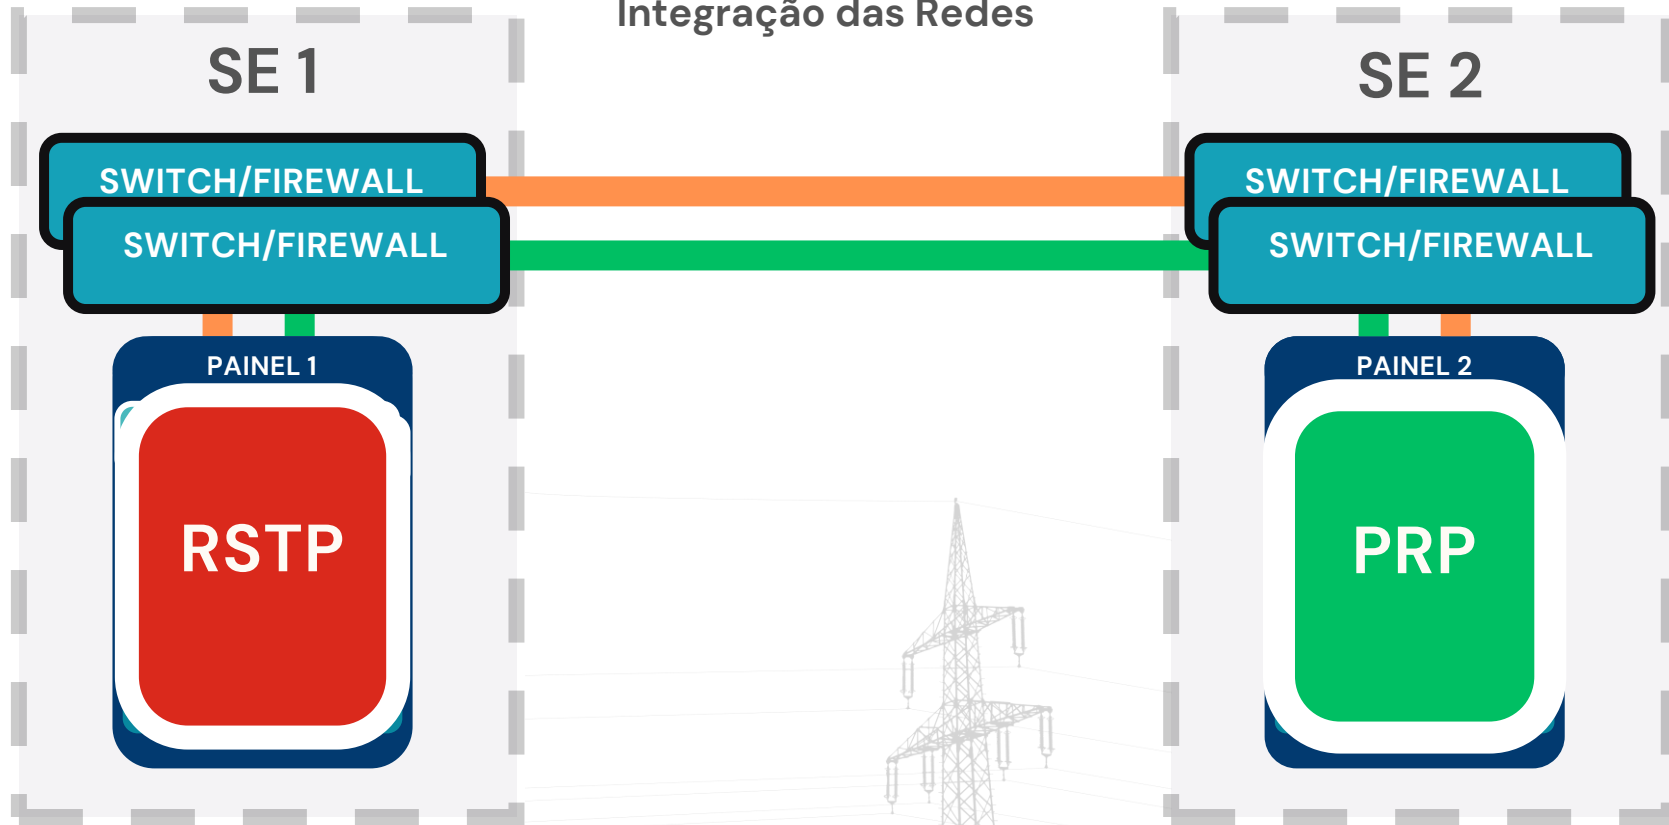 Integração das Redes
SE 1
SE 2
SWITCH/FIREWALL
SWITCH/FIREWALL
SWITCH/FIREWALL
SWITCH/FIREWALL
PAINEL 1
PAINEL 2
RSTP
PRP